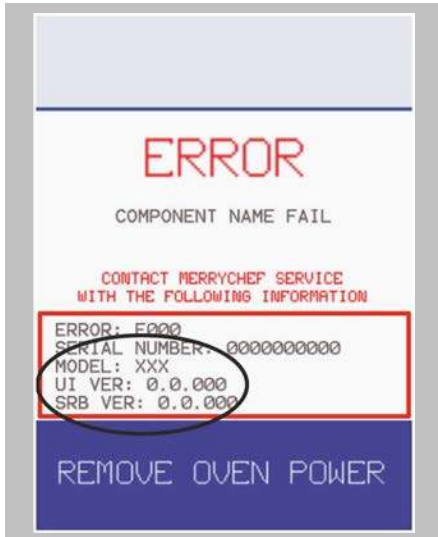 ERROR
COMPONENT NAME FAIL
CONTACT MERRYCHEF SERVICE
WITH THE FOLLOWING INFORMATION
ERROR: E000
SERIAL NUMBER: 0000000000
MODEL: XXX
UI VER: 0.0.000
SRB VER: 0.0.000
REMOVE OVEN POWER